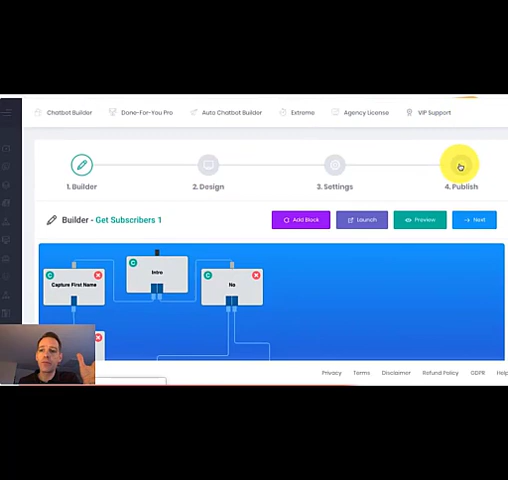 Chatbot Builder Done-For-You Pro Auto Chatbot Builder Extreme Agency License VIP Support
1. Builder 2. Design 3. Settings 4. Publish
Builder - Get Subscribers 1 Add Block Launch Preview Next
C Capture First Name
C Intro
C No
C
Privacy Terms Disclaimer Refund Policy GDPR Help